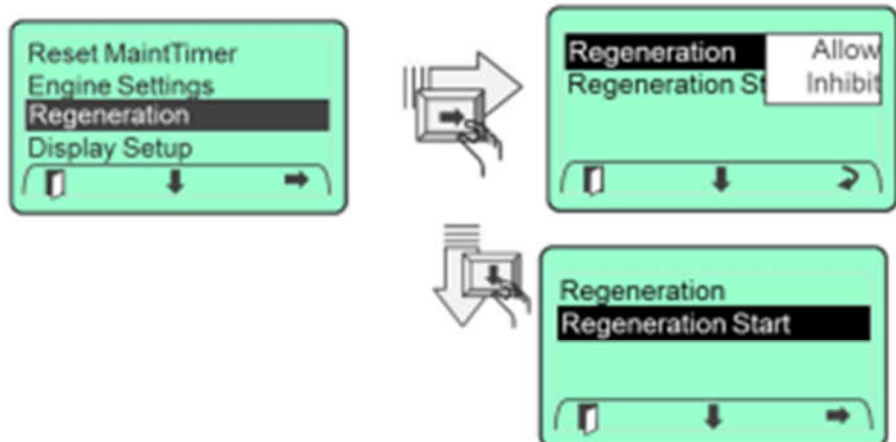 Reset MaintTimer
Engine Settings
Regeneration
Display Setup
Regeneration Allow
Regeneration St Inhibit
Regeneration
Regeneration Start